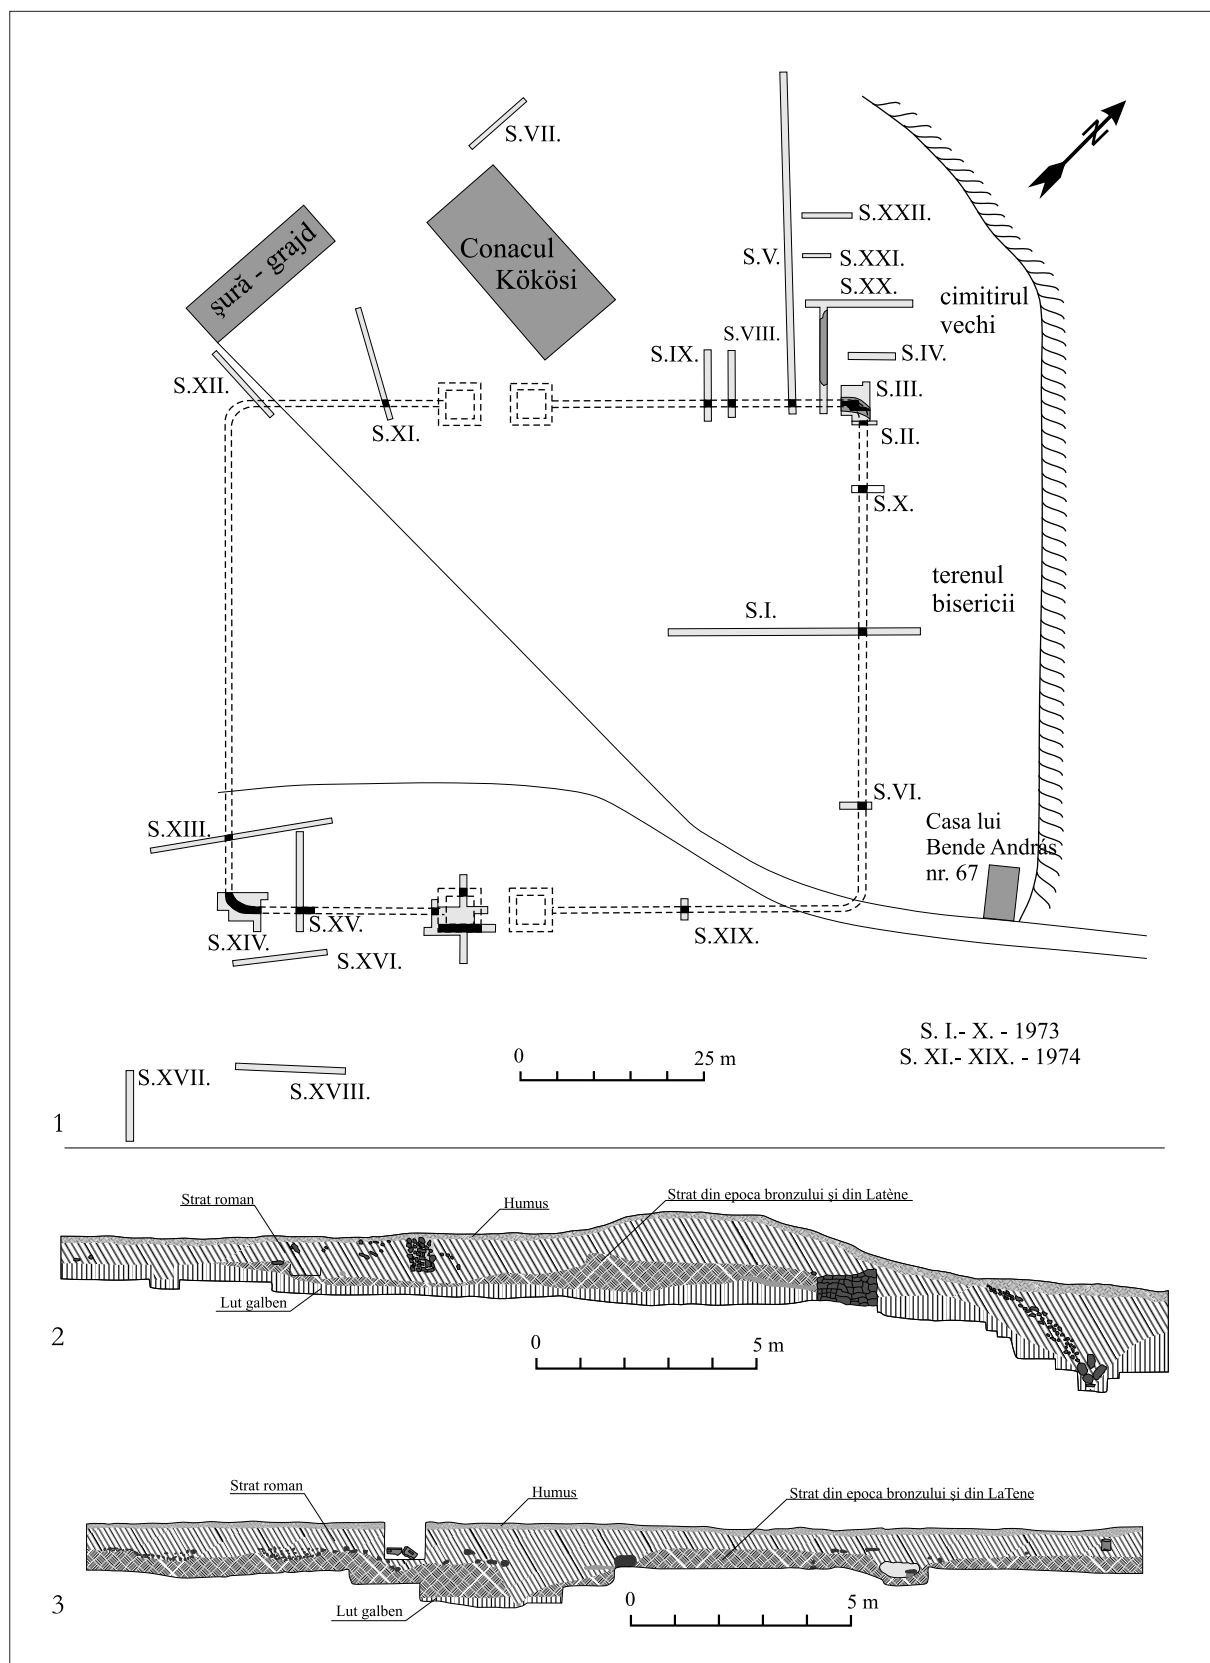 N
S.VII.
S.XXII.
şură - grajd
Conacul
Kökösi
S.V.
S.XXI.
S.XX.
cimitirul
vechi
S.VIII.
S.IX.
S.IV.
S.XII.
S.III.
S.XI.
S.II.
S.X.
terenul
bisericii
S.I.
S.VI.
Casa lui
Bende András
nr. 67
S.XIII.
S.XIV.
S.XV.
S.XIX.
S.XVI.
S. I.- X. - 1973
S. XI.- XIX. - 1974
0 25 m
S.XVII.
S.XVIII.
1
Strat roman
Humus
Strat din epoca bronzului şi din Latène
Lut galben
2
0 5 m
Strat roman
Humus
Strat din epoca bronzului şi din LaTene
Lut galben
3
0 5 m